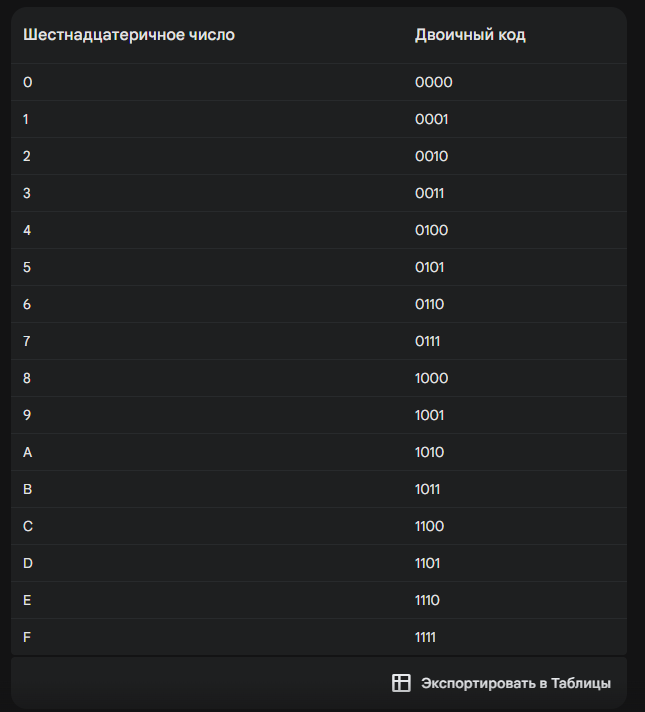 Шестнадцатеричное число Двоичный код
0 0000
1 0001
2 0010
3 0011
4 0100
5 0101
6 0110
7 0111
8 1000
9 1001
A 1010
B 1011
C 1100
D 1101
E 1110
F 1111
Экспортировать в Таблицы